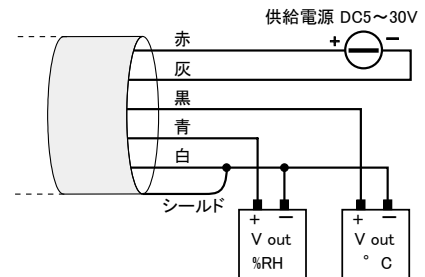 供給電源 DC5～30V
赤
+ −
灰
黒
青
白
シールド
+ −
V out
%RH
+ −
V out
° C